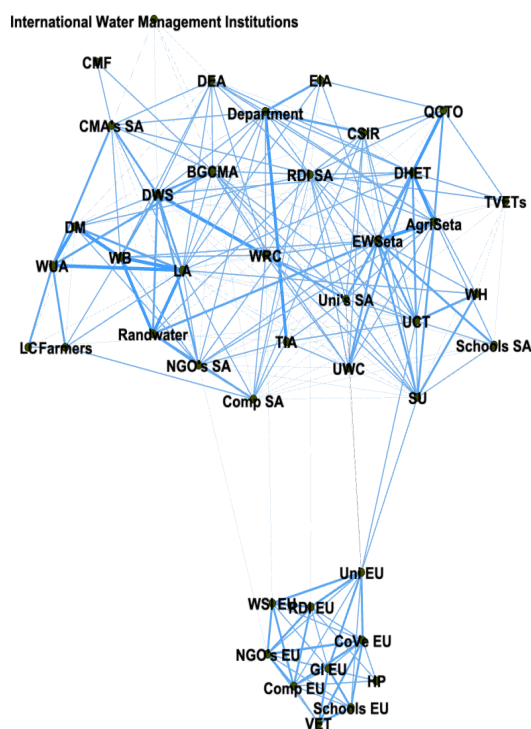 International Water Management Institutions
CMF
DEA
EIA
Department
QCTO
CMA's SA
CSIR
BGCMA
RDI SA
DHET
DWS
TVETs
AgriSeta
DM
EWSeta
WB
WRC
WUA
LA
Uni's SA
WH
UCT
Randwater
TIA
LCFarmers
Schools SA
NGO's SA
UWC
Comp SA
SU
Uni EU
WSI EU
RDI EU
CoVe EU
NGO's EU
GI EU
HP
Comp EU
Schools EU
VET